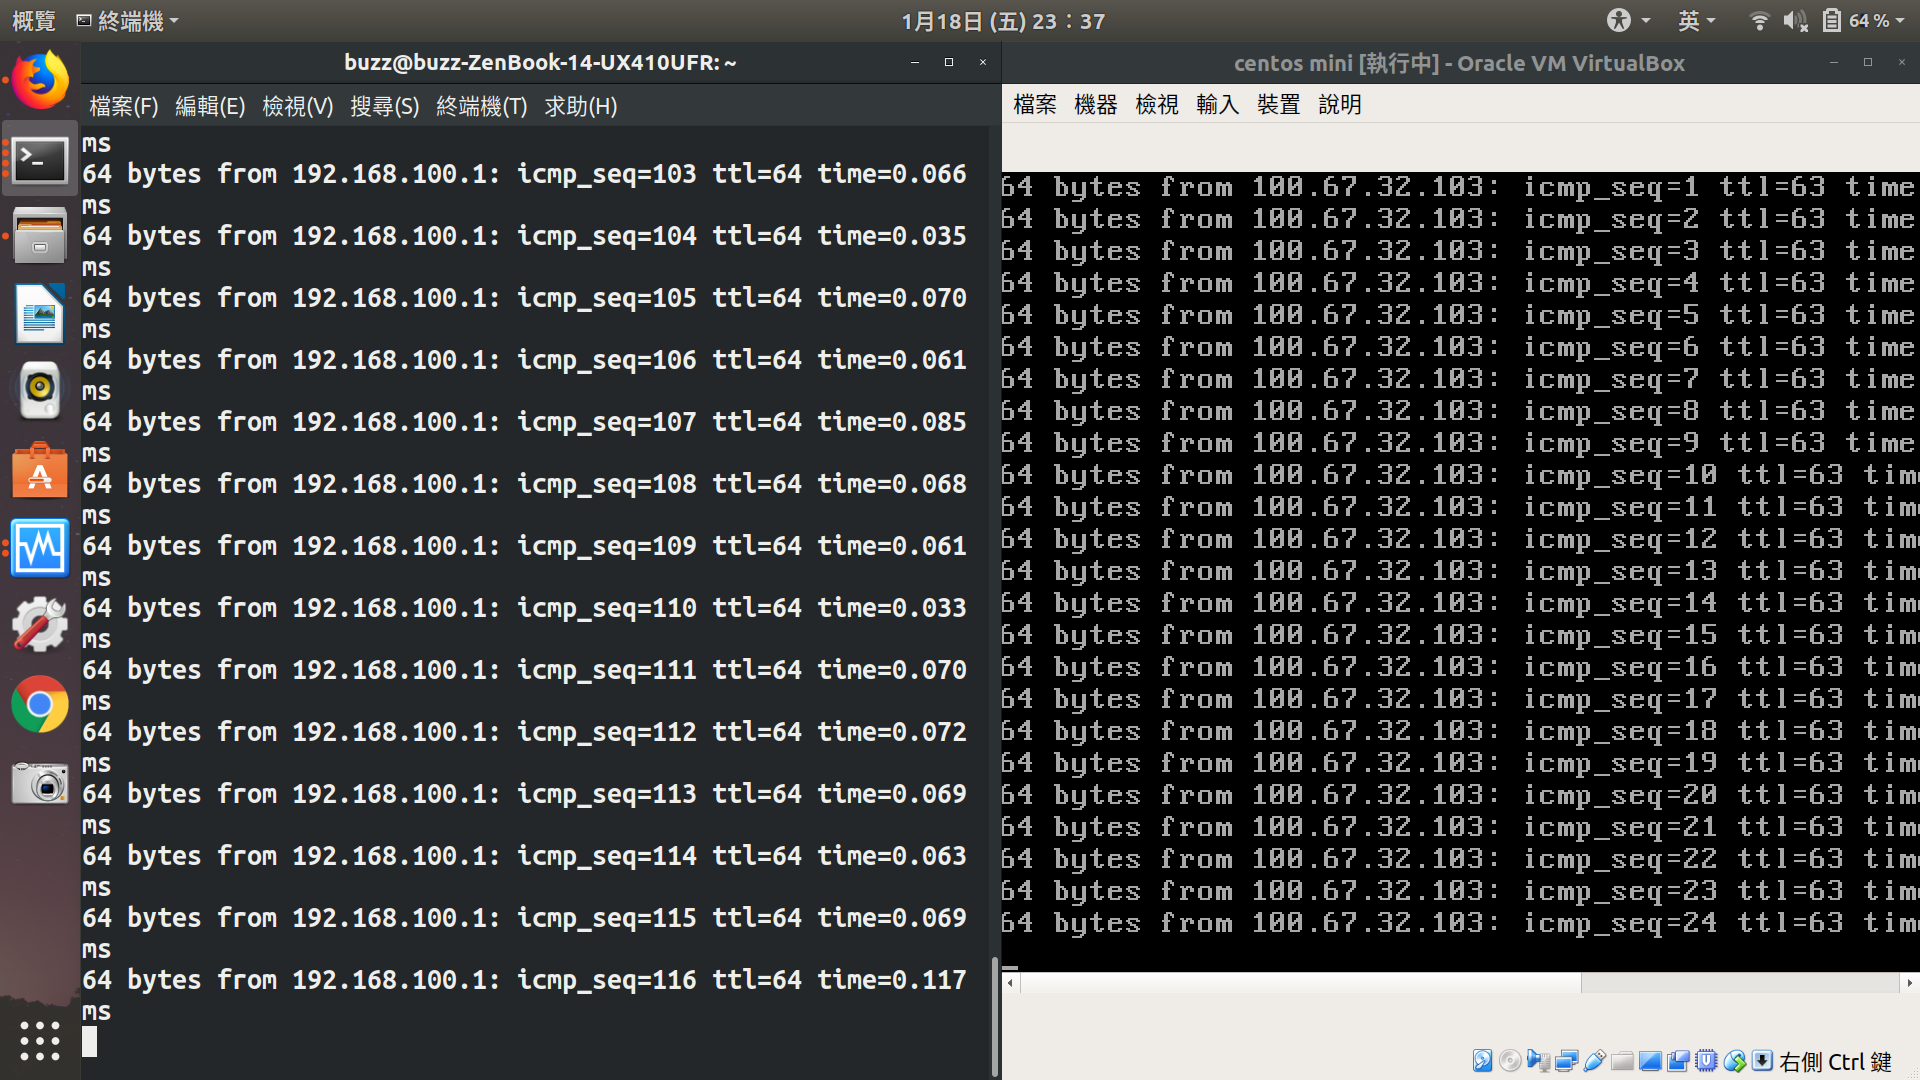 概覽
終端機
1月18日 (五) 23：37
英
64 %
buzz@buzz-ZenBook-14-UX410UFR: ~
檔案(F) 編輯(E) 檢視(V) 搜尋(S) 終端機(T) 求助(H)
ms
64 bytes from 192.168.100.1: icmp_seq=103 ttl=64 time=0.066
ms
64 bytes from 192.168.100.1: icmp_seq=104 ttl=64 time=0.035
ms
64 bytes from 192.168.100.1: icmp_seq=105 ttl=64 time=0.070
ms
64 bytes from 192.168.100.1: icmp_seq=106 ttl=64 time=0.061
ms
64 bytes from 192.168.100.1: icmp_seq=107 ttl=64 time=0.085
ms
64 bytes from 192.168.100.1: icmp_seq=108 ttl=64 time=0.068
ms
64 bytes from 192.168.100.1: icmp_seq=109 ttl=64 time=0.061
ms
64 bytes from 192.168.100.1: icmp_seq=110 ttl=64 time=0.033
ms
64 bytes from 192.168.100.1: icmp_seq=111 ttl=64 time=0.070
ms
64 bytes from 192.168.100.1: icmp_seq=112 ttl=64 time=0.072
ms
64 bytes from 192.168.100.1: icmp_seq=113 ttl=64 time=0.069
ms
64 bytes from 192.168.100.1: icmp_seq=114 ttl=64 time=0.063
ms
64 bytes from 192.168.100.1: icmp_seq=115 ttl=64 time=0.069
ms
64 bytes from 192.168.100.1: icmp_seq=116 ttl=64 time=0.117
ms
centos mini [執行中] - Oracle VM VirtualBox
檔案 機器 檢視 輸入 裝置 說明
64 bytes from 100.67.32.103: icmp_seq=1 ttl=63 time
64 bytes from 100.67.32.103: icmp_seq=2 ttl=63 time
64 bytes from 100.67.32.103: icmp_seq=3 ttl=63 time
64 bytes from 100.67.32.103: icmp_seq=4 ttl=63 time
64 bytes from 100.67.32.103: icmp_seq=5 ttl=63 time
64 bytes from 100.67.32.103: icmp_seq=6 ttl=63 time
64 bytes from 100.67.32.103: icmp_seq=7 ttl=63 time
64 bytes from 100.67.32.103: icmp_seq=8 ttl=63 time
64 bytes from 100.67.32.103: icmp_seq=9 ttl=63 time
64 bytes from 100.67.32.103: icmp_seq=10 ttl=63 tim
64 bytes from 100.67.32.103: icmp_seq=11 ttl=63 tim
64 bytes from 100.67.32.103: icmp_seq=12 ttl=63 tim
64 bytes from 100.67.32.103: icmp_seq=13 ttl=63 tim
64 bytes from 100.67.32.103: icmp_seq=14 ttl=63 tim
64 bytes from 100.67.32.103: icmp_seq=15 ttl=63 tim
64 bytes from 100.67.32.103: icmp_seq=16 ttl=63 tim
64 bytes from 100.67.32.103: icmp_seq=17 ttl=63 tim
64 bytes from 100.67.32.103: icmp_seq=18 ttl=63 tim
64 bytes from 100.67.32.103: icmp_seq=19 ttl=63 tim
64 bytes from 100.67.32.103: icmp_seq=20 ttl=63 tim
64 bytes from 100.67.32.103: icmp_seq=21 ttl=63 tim
64 bytes from 100.67.32.103: icmp_seq=22 ttl=63 tim
64 bytes from 100.67.32.103: icmp_seq=23 ttl=63 tim
64 bytes from 100.67.32.103: icmp_seq=24 ttl=63 tim
右側 Ctrl 鍵